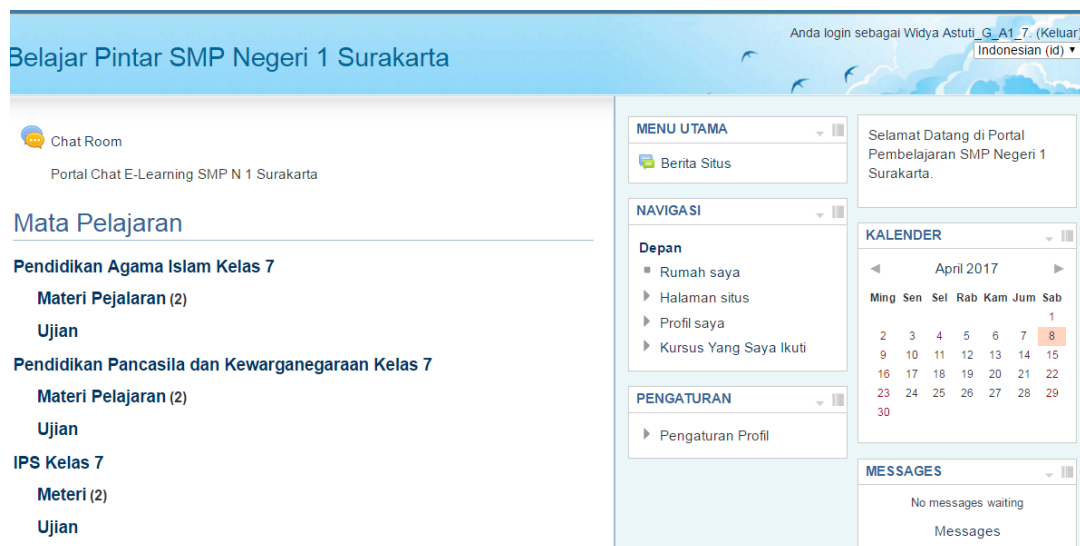 Anda login sebagai Widya Astuti_G_A1_7. (Keluar)
Belajar Pintar SMP Negeri 1 Surakarta
Indonesian (id)
Chat Room
Portal Chat E-Learning SMP N 1 Surakarta
Mata Pelajaran
Pendidikan Agama Islam Kelas 7
Materi Pejalaran (2)
Ujian
Pendidikan Pancasila dan Kewarganegaraan Kelas 7
Materi Pelajaran (2)
Ujian
IPS Kelas 7
Meteri (2)
Ujian
MENU UTAMA
Berita Situs
NAVIGASI
Depan
Rumah saya
Halaman situs
Profil saya
Kursus Yang Saya Ikuti
PENGATURAN
Pengaturan Profil
Selamat Datang di Portal
Pembelajaran SMP Negeri 1
Surakarta.
KALENDER
April 2017
Ming Sen Sel Rab Kam Jum Sab
1
2 3 4 5 6 7 8
9 10 11 12 13 14 15
16 17 18 19 20 21 22
23 24 25 26 27 28 29
30
MESSAGES
No messages waiting
Messages